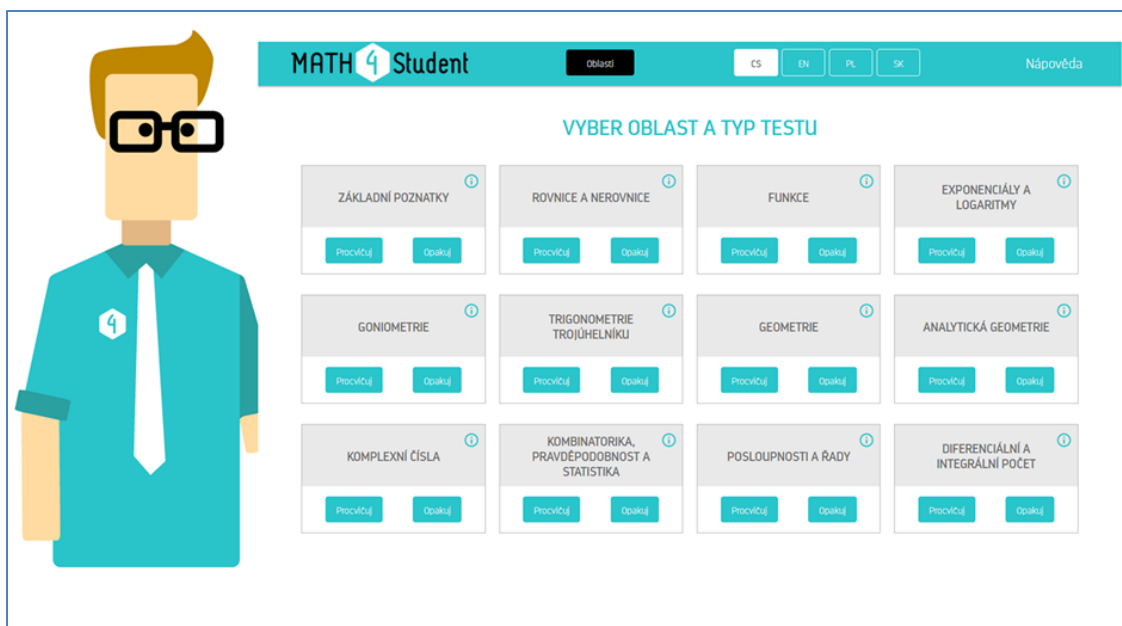 MATH 4 Student
Oblasti
CS
EN
PL
SK
Nápověda
VYBER OBLAST A TYP TESTU
ZÁKLADNÍ POZNATKY
Procvičuj
Opakuj
ROVNICE A NEROVNICE
Procvičuj
Opakuj
FUNKCE
Procvičuj
Opakuj
EXPONENCIÁLY A
LOGARITMY
Procvičuj
Opakuj
GONIOMETRIE
Procvičuj
Opakuj
TRIGONOMETRIE
TROJÚHELNÍKU
Procvičuj
Opakuj
GEOMETRIE
Procvičuj
Opakuj
ANALYTICKÁ GEOMETRIE
Procvičuj
Opakuj
KOMPLEXNÍ ČÍSLA
Procvičuj
Opakuj
KOMBINATORIKA,
PRAVDĚPODOBNOST A
STATISTIKA
Procvičuj
Opakuj
POSLOUPNOSTI A ŘADY
Procvičuj
Opakuj
DIFERENCIÁLNÍ A
INTEGRÁLNÍ POČET
Procvičuj
Opakuj
4